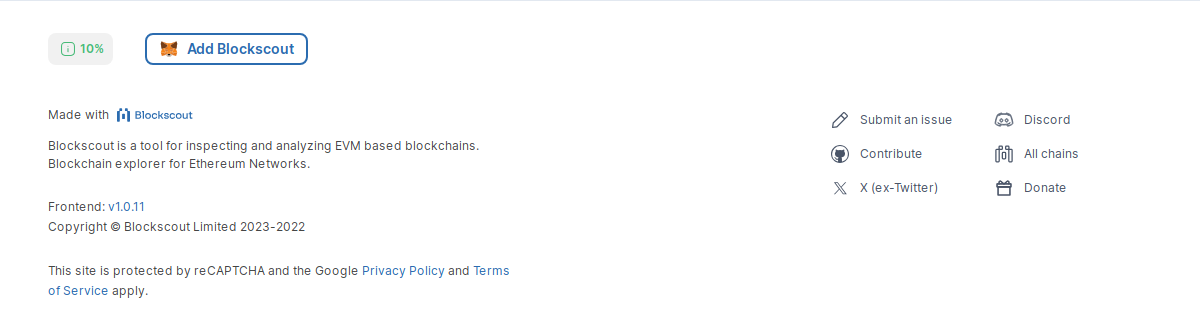 10%
Add Blockscout
Made with Blockscout
Blockscout is a tool for inspecting and analyzing EVM based blockchains.
Blockchain explorer for Ethereum Networks.
Frontend: v1.0.11
Copyright © Blockscout Limited 2023-2022
This site is protected by reCAPTCHA and the Google Privacy Policy and Terms
of Service apply.
Submit an issue
Discord
Contribute
All chains
X (ex-Twitter)
Donate